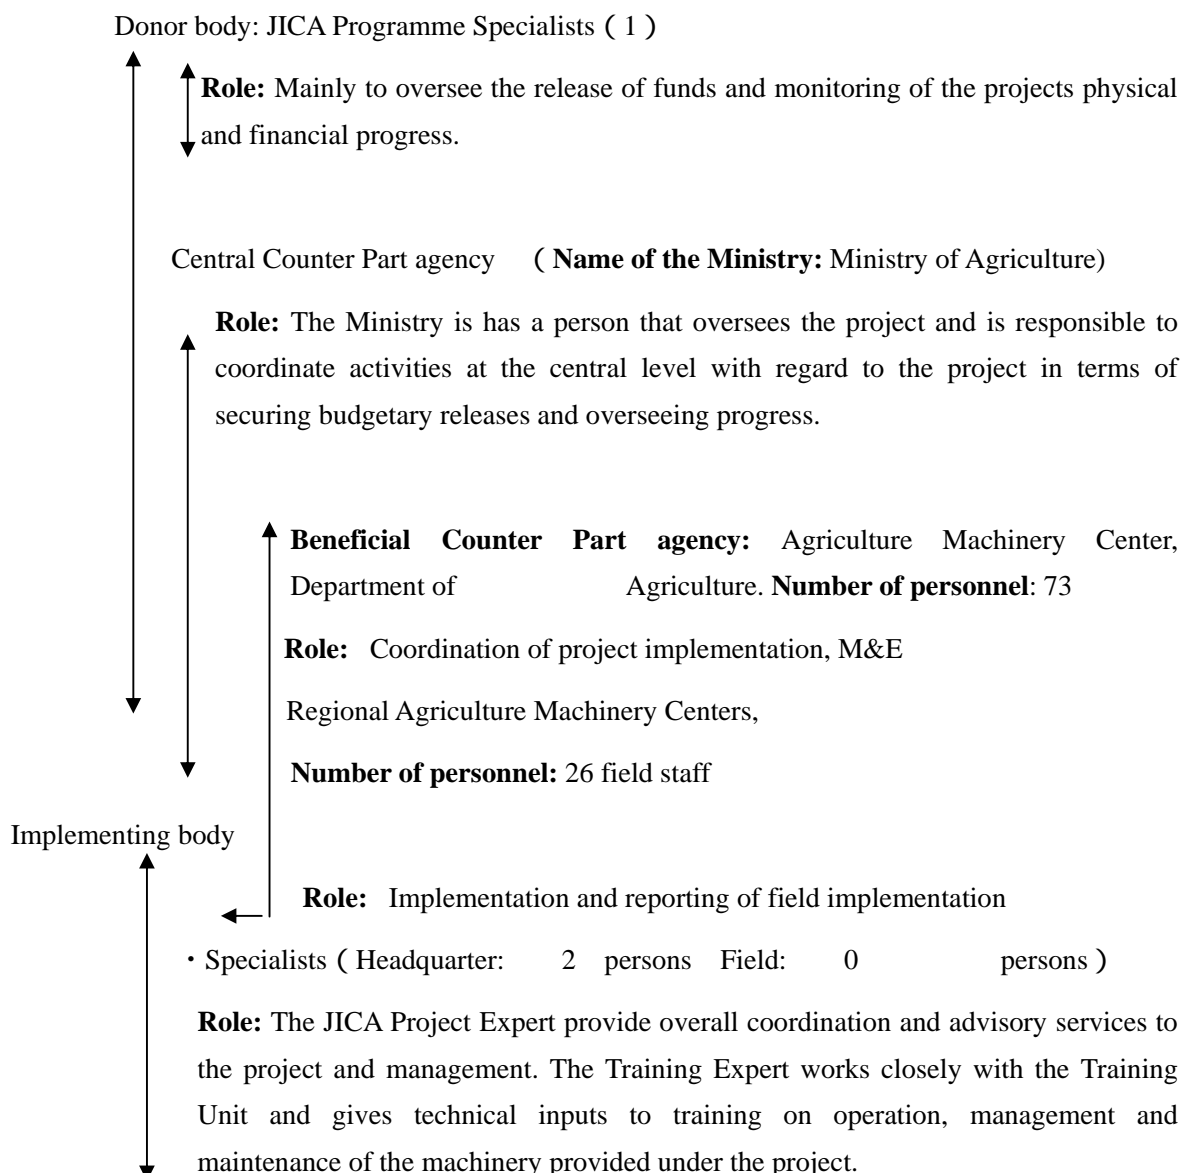 Donor body: JICA Programme Specialists（1）
Role: Mainly to oversee the release of funds and monitoring of the projects physical
and financial progress.
Central Counter Part agency （Name of the Ministry: Ministry of Agriculture)
Role: The Ministry is has a person that oversees the project and is responsible to
coordinate activities at the central level with regard to the project in terms of
securing budgetary releases and overseeing progress.
Beneficial Counter Part agency: Agriculture Machinery Center,
Department of Agriculture. Number of personnel: 73
Role: Coordination of project implementation, M&E
Regional Agriculture Machinery Centers,
Number of personnel: 26 field staff
Implementing body
Role: Implementation and reporting of field implementation
・Specialists（Headquarter: 2 persons Field: 0 persons）
Role: The JICA Project Expert provide overall coordination and advisory services to
the project and management. The Training Expert works closely with the Training
Unit and gives technical inputs to training on operation, management and
maintenance of the machinery provided under the project.